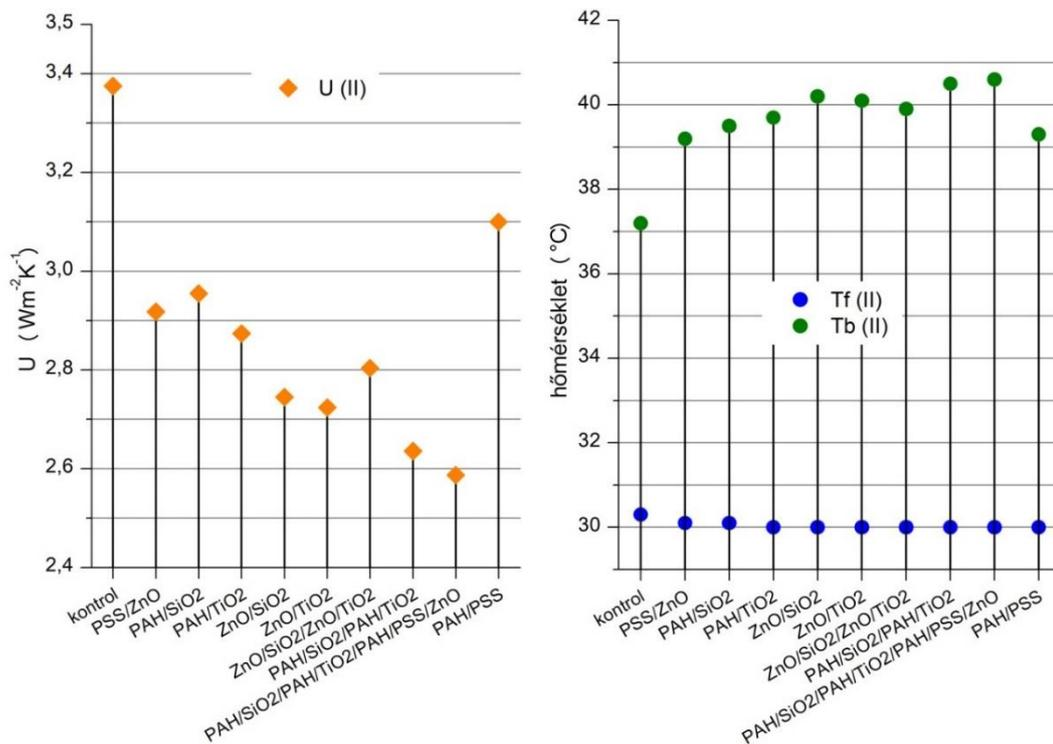 3,5
3,4
3,2
3,0
2,8
2,6
2,4
U ( Wm-2K-1)
U (II)
kontrol
PSS/ZnO
PAH/SiO2
PAH/TiO2
ZnO/SiO2
ZnO/TiO2
ZnO/SiO2/ZnO/TiO2
PAH/SiO2/PAH/TiO2
PAH/SiO2/PAH/TiO2/PAH/PSS/ZnO
PAH/PSS
42
40
38
36
34
32
30
hőmérséklet ( °C)
Tf (II)
Tb (II)
kontrol
PSS/ZnO
PAH/SiO2
PAH/TiO2
ZnO/SiO2
ZnO/TiO2
ZnO/SiO2/ZnO/TiO2
PAH/SiO2/PAH/TiO2
PAH/SiO2/PAH/TiO2/PAH/PSS/ZnO
PAH/PSS